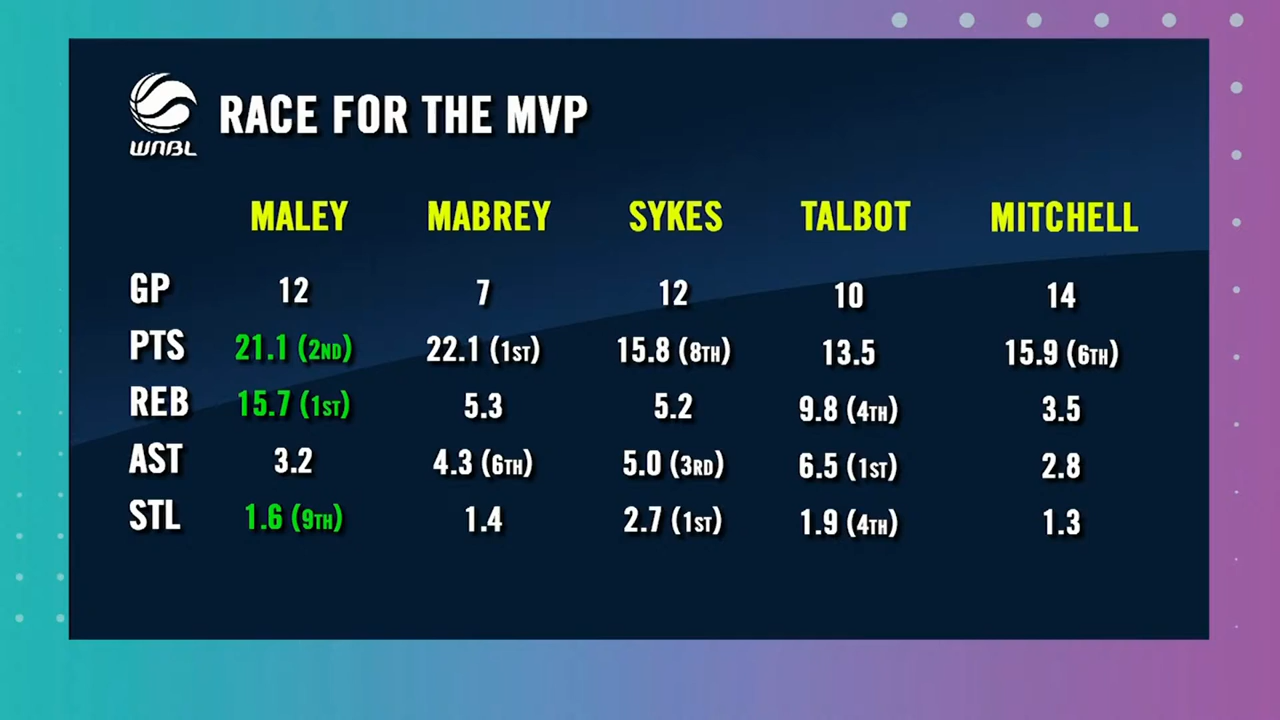 RACE FOR THE MVP
WNBL
MALEY MABREY SYKES TALBOT MITCHELL
GP 12 7 12 10 14
PTS 21.1 (2ND) 22.1 (1ST) 15.8 (8TH) 13.5 15.9 (6TH)
REB 15.7 (1ST) 5.3 5.2 9.8 (4TH) 3.5
AST 3.2 4.3 (6TH) 5.0 (3RD) 6.5 (1ST) 2.8
STL 1.6 (9TH) 1.4 2.7 (1ST) 1.9 (4TH) 1.3